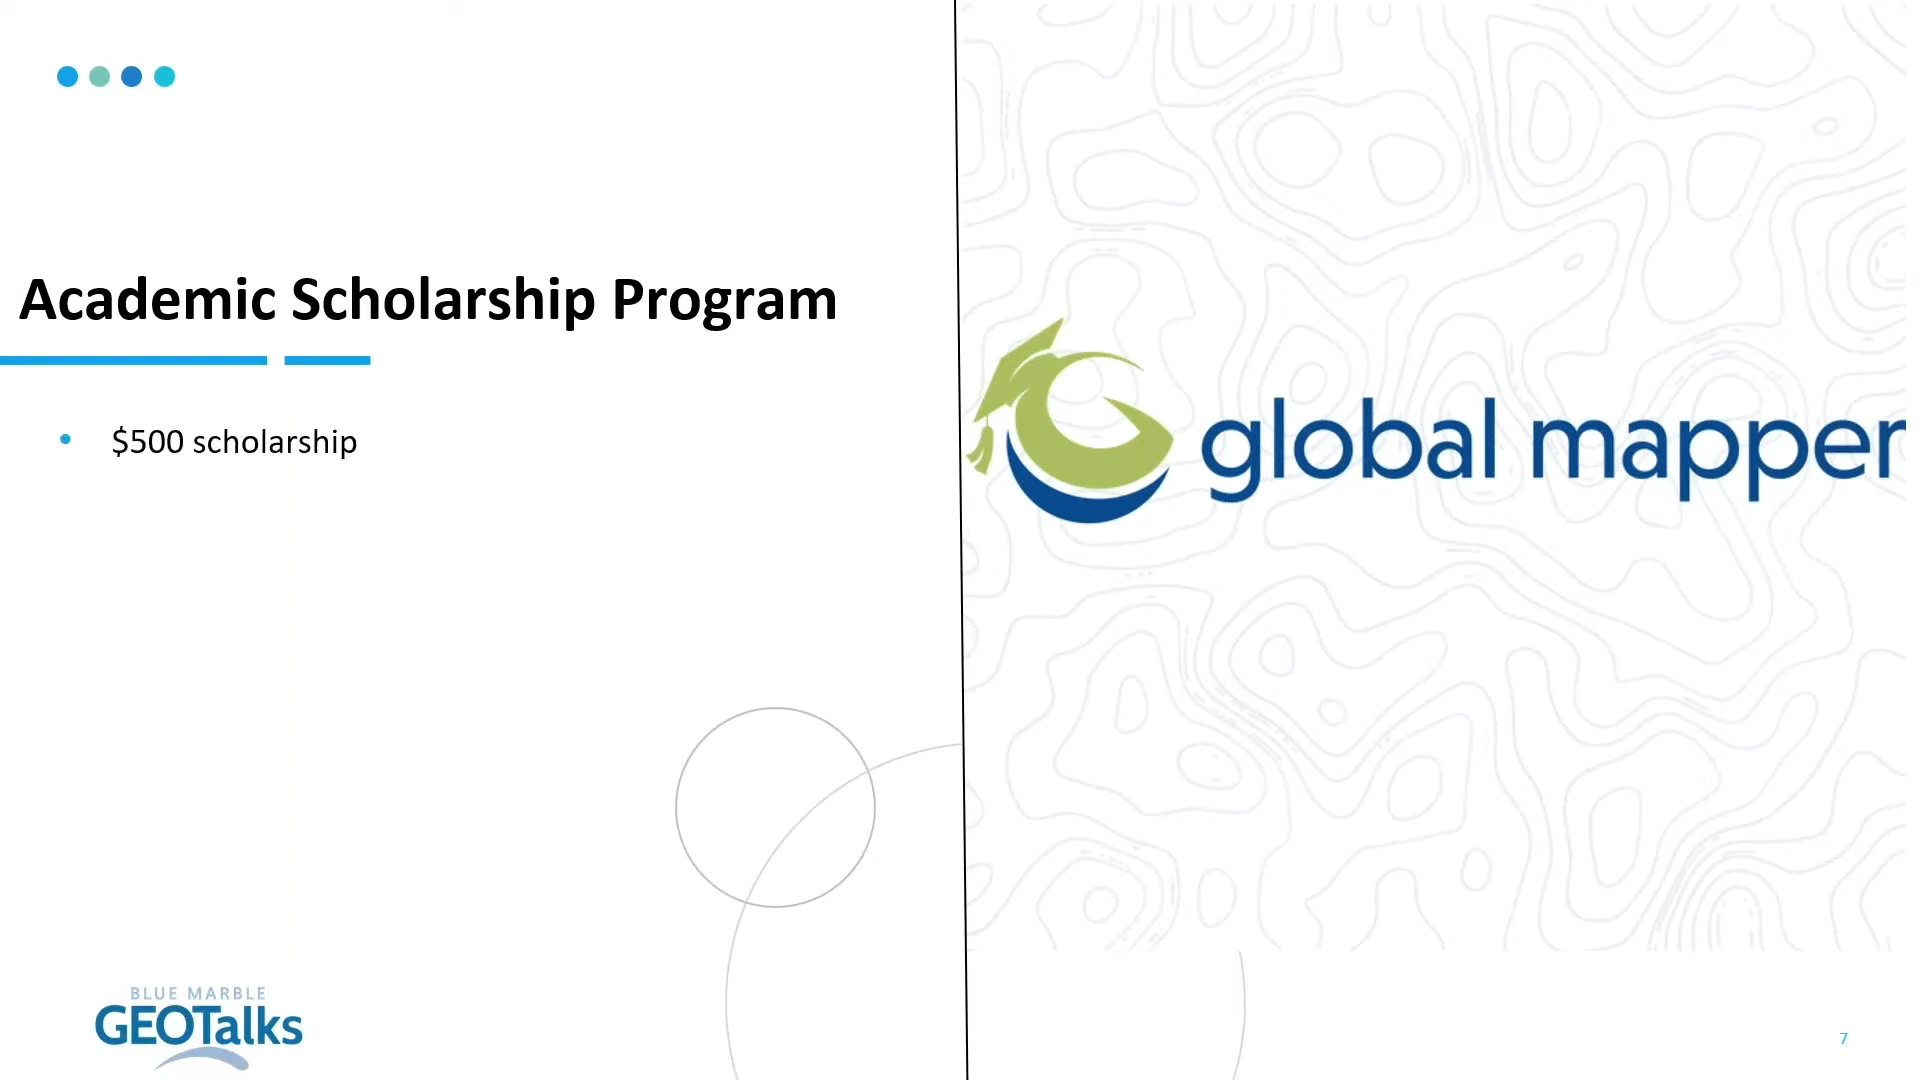 Academic Scholarship Program
• $500 scholarship
global mapper
BLUE MARBLE
GEOTalks
7